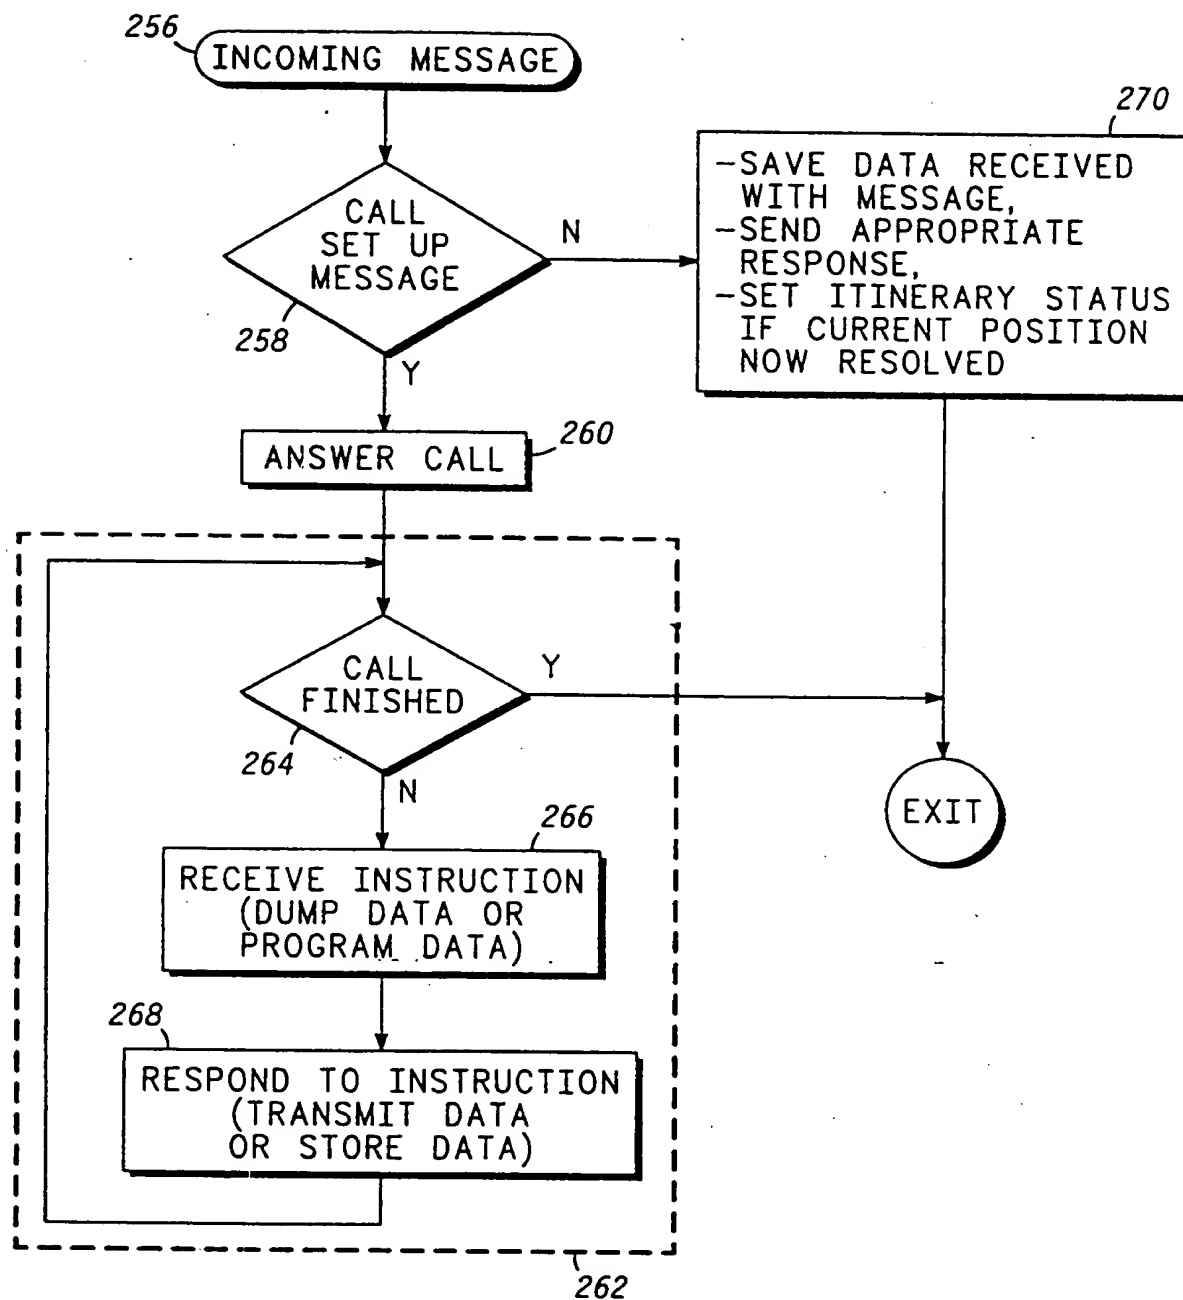 256
INCOMING MESSAGE
270
-SAVE DATA RECEIVED
WITH MESSAGE,
-SEND APPROPRIATE
RESPONSE,
-SET ITINERARY STATUS
IF CURRENT POSITION
NOW RESOLVED
CALL
SET UP
MESSAGE
N
258
Y
ANSWER CALL
260
CALL
FINISHED
Y
264
N
EXIT
266
RECEIVE INSTRUCTION
(DUMP DATA OR
PROGRAM DATA)
268
RESPOND TO INSTRUCTION
(TRANSMIT DATA
OR STORE DATA)
262